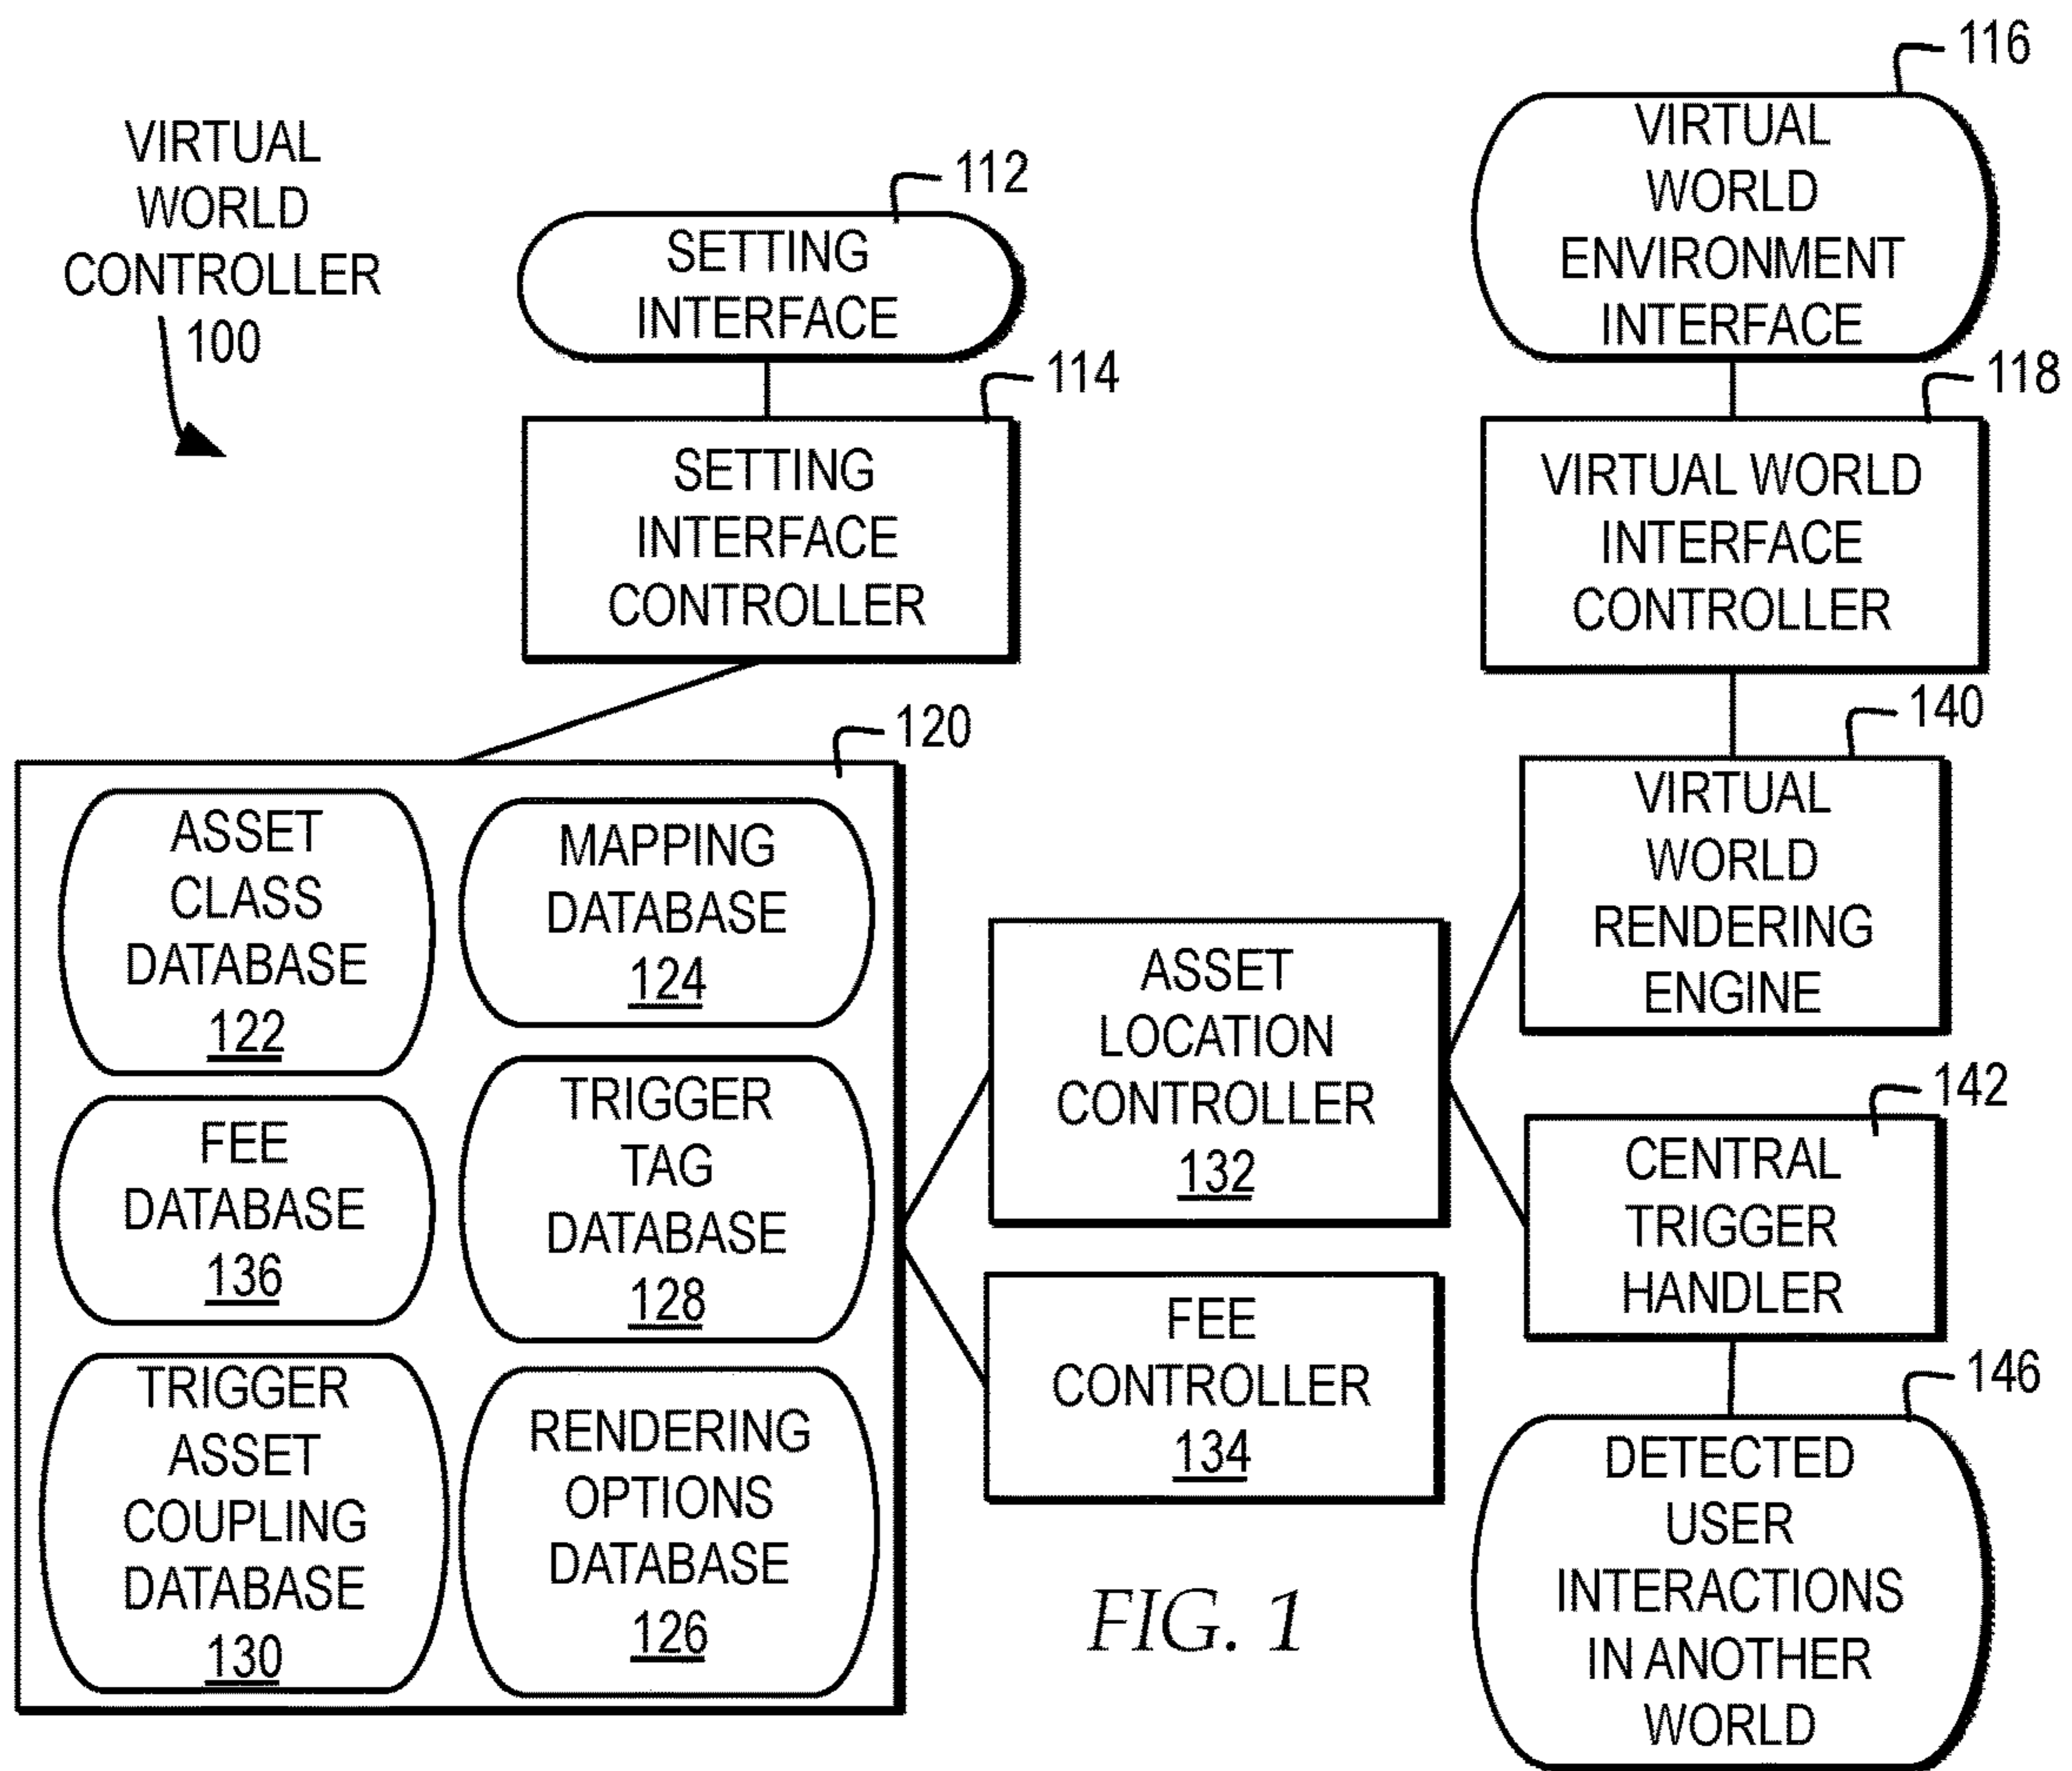 VIRTUAL
WORLD
CONTROLLER
100
112
SETTING
INTERFACE
114
SETTING
INTERFACE
CONTROLLER
116
VIRTUAL
WORLD
ENVIRONMENT
INTERFACE
118
VIRTUAL WORLD
INTERFACE
CONTROLLER
120
ASSET
CLASS
DATABASE
122
MAPPING
DATABASE
124
FEE
DATABASE
136
TRIGGER
TAG
DATABASE
128
TRIGGER
ASSET
COUPLING
DATABASE
130
RENDERING
OPTIONS
DATABASE
126
ASSET
LOCATION
CONTROLLER
132
FEE
CONTROLLER
134
140
VIRTUAL
WORLD
RENDERING
ENGINE
142
CENTRAL
TRIGGER
HANDLER
146
DETECTED
USER
INTERACTIONS
IN ANOTHER
WORLD
FIG. 1